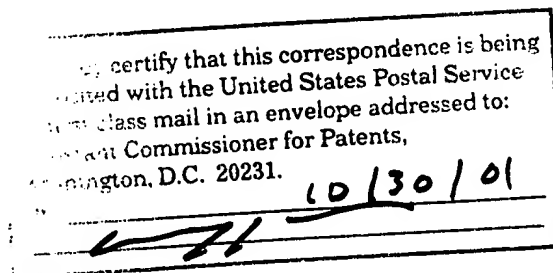 certify that this correspondence is being
with the United States Postal Service
class mail in an envelope addressed to:
Commissioner for Patents,
D.C. 20231.
10/30/01